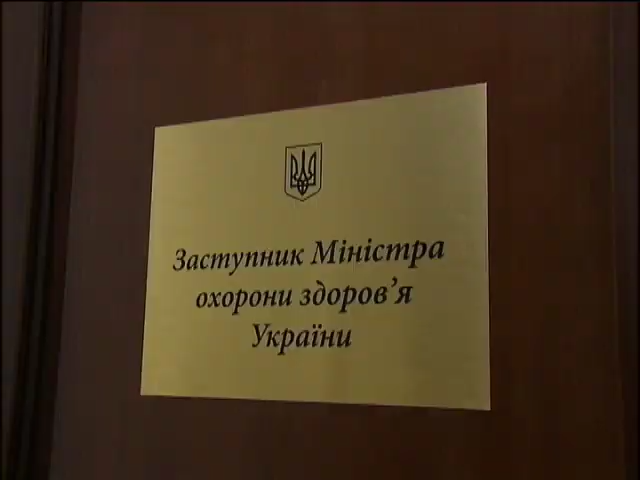 Заступник Міністра
охорони здоров’я
України